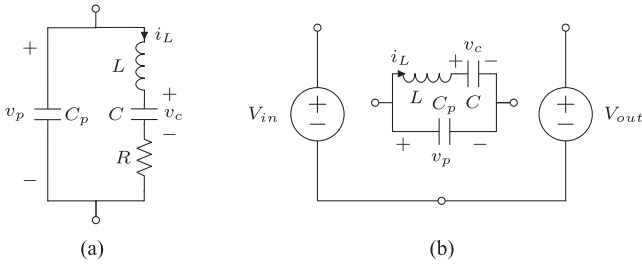 +
i_L
L
+
v_p
C_p
C
v_c
−
R
−
(a)
V_in
+
−
i_L
+
v_c
−
L
C_p
C
+
v_p
−
+
−
V_out
(b)